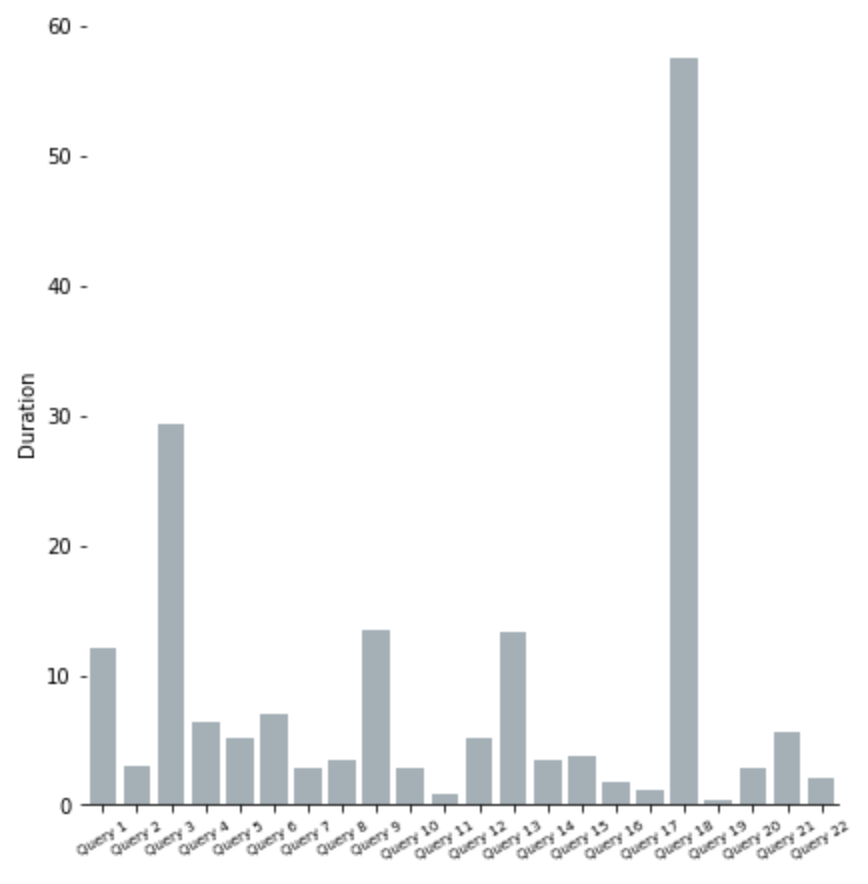 60
50
40
30
20
10
0
Duration
Query 1
Query 2
Query 3
Query 4
Query 5
Query 6
Query 7
Query 8
Query 9
Query 10
Query 11
Query 12
Query 13
Query 14
Query 15
Query 16
Query 17
Query 18
Query 19
Query 20
Query 21
Query 22